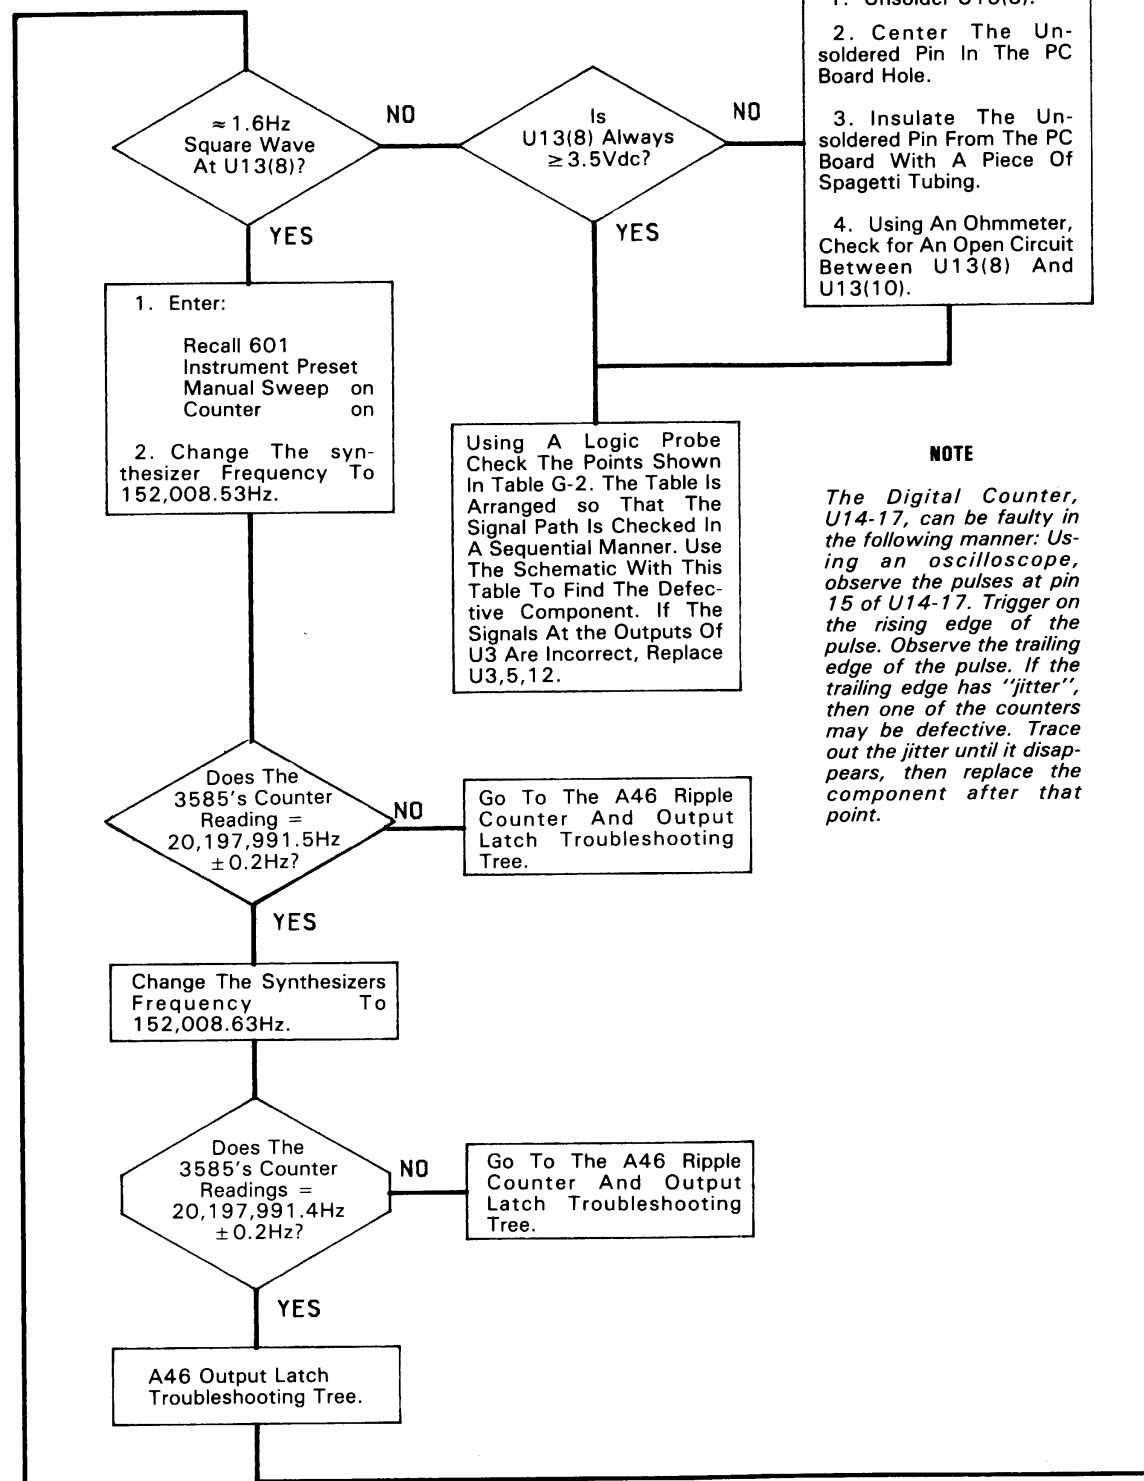 1. Unsolder U13(8).
2. Center The Un-
soldered Pin In The PC
Board Hole.
3. Insulate The Un-
soldered Pin From The PC
Board With A Piece Of
Spagetti Tubing.
4. Using An Ohmmeter,
Check for An Open Circuit
Between U13(8) And
U13(10).
≈ 1.6Hz
Square Wave
At U13(8)?
NO
Is
U13(8) Always
≥ 3.5Vdc?
NO
YES
YES
1. Enter:
Recall 601
Instrument Preset
Manual Sweep on
Counter on
2. Change The syn-
thesizer Frequency To
152,008.53Hz.
Using A Logic Probe
Check The Points Shown
In Table G-2. The Table Is
Arranged so That The
Signal Path Is Checked In
A Sequential Manner. Use
The Schematic With This
Table To Find The Defec-
tive Component. If The
Signals At the Outputs Of
U3 Are Incorrect, Replace
U3,5,12.
NOTE
The Digital Counter,
U14-17, can be faulty in
the following manner: Us-
ing an oscilloscope,
observe the pulses at pin
15 of U14-17. Trigger on
the rising edge of the
pulse. Observe the trailing
edge of the pulse. If the
trailing edge has "jitter",
then one of the counters
may be defective. Trace
out the jitter until it disap-
pears, then replace the
component after that
point.
Does The
3585's Counter
Reading =
20,197,991.5Hz
± 0.2Hz?
NO
Go To The A46 Ripple
Counter And Output
Latch Troubleshooting
Tree.
YES
Change The Synthesizers
Frequency To
152,008.63Hz.
Does The
3585's Counter
Readings =
20,197,991.4Hz
± 0.2Hz?
NO
Go To The A46 Ripple
Counter And Output
Latch Troubleshooting
Tree.
YES
A46 Output Latch
Troubleshooting Tree.